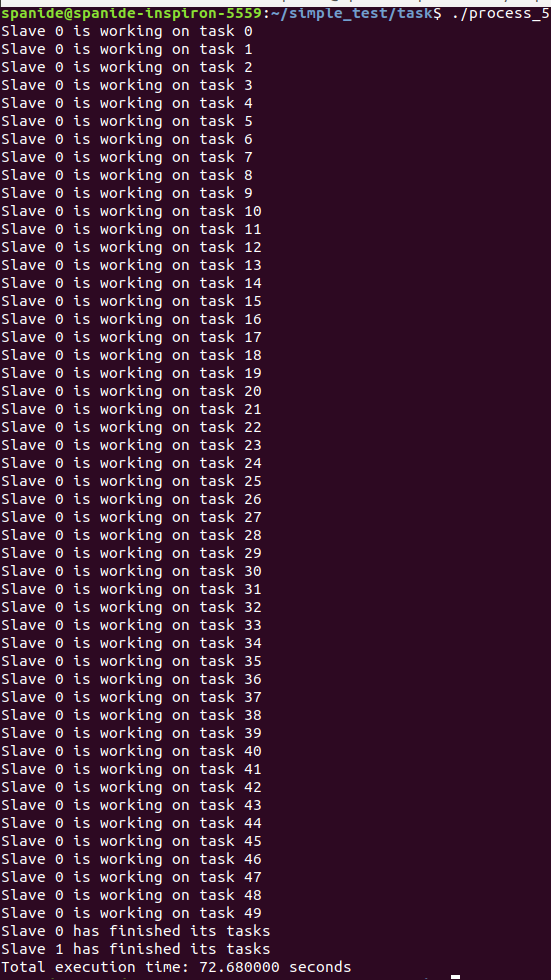 spanide@spanide-inspiron-5559:~/simple_test/task$ ./process_5
Slave 0 is working on task 0
Slave 0 is working on task 1
Slave 0 is working on task 2
Slave 0 is working on task 3
Slave 0 is working on task 4
Slave 0 is working on task 5
Slave 0 is working on task 6
Slave 0 is working on task 7
Slave 0 is working on task 8
Slave 0 is working on task 9
Slave 0 is working on task 10
Slave 0 is working on task 11
Slave 0 is working on task 12
Slave 0 is working on task 13
Slave 0 is working on task 14
Slave 0 is working on task 15
Slave 0 is working on task 16
Slave 0 is working on task 17
Slave 0 is working on task 18
Slave 0 is working on task 19
Slave 0 is working on task 20
Slave 0 is working on task 21
Slave 0 is working on task 22
Slave 0 is working on task 23
Slave 0 is working on task 24
Slave 0 is working on task 25
Slave 0 is working on task 26
Slave 0 is working on task 27
Slave 0 is working on task 28
Slave 0 is working on task 29
Slave 0 is working on task 30
Slave 0 is working on task 31
Slave 0 is working on task 32
Slave 0 is working on task 33
Slave 0 is working on task 34
Slave 0 is working on task 35
Slave 0 is working on task 36
Slave 0 is working on task 37
Slave 0 is working on task 38
Slave 0 is working on task 39
Slave 0 is working on task 40
Slave 0 is working on task 41
Slave 0 is working on task 42
Slave 0 is working on task 43
Slave 0 is working on task 44
Slave 0 is working on task 45
Slave 0 is working on task 46
Slave 0 is working on task 47
Slave 0 is working on task 48
Slave 0 is working on task 49
Slave 0 has finished its tasks
Slave 1 has finished its tasks
Total execution time: 72.680000 seconds